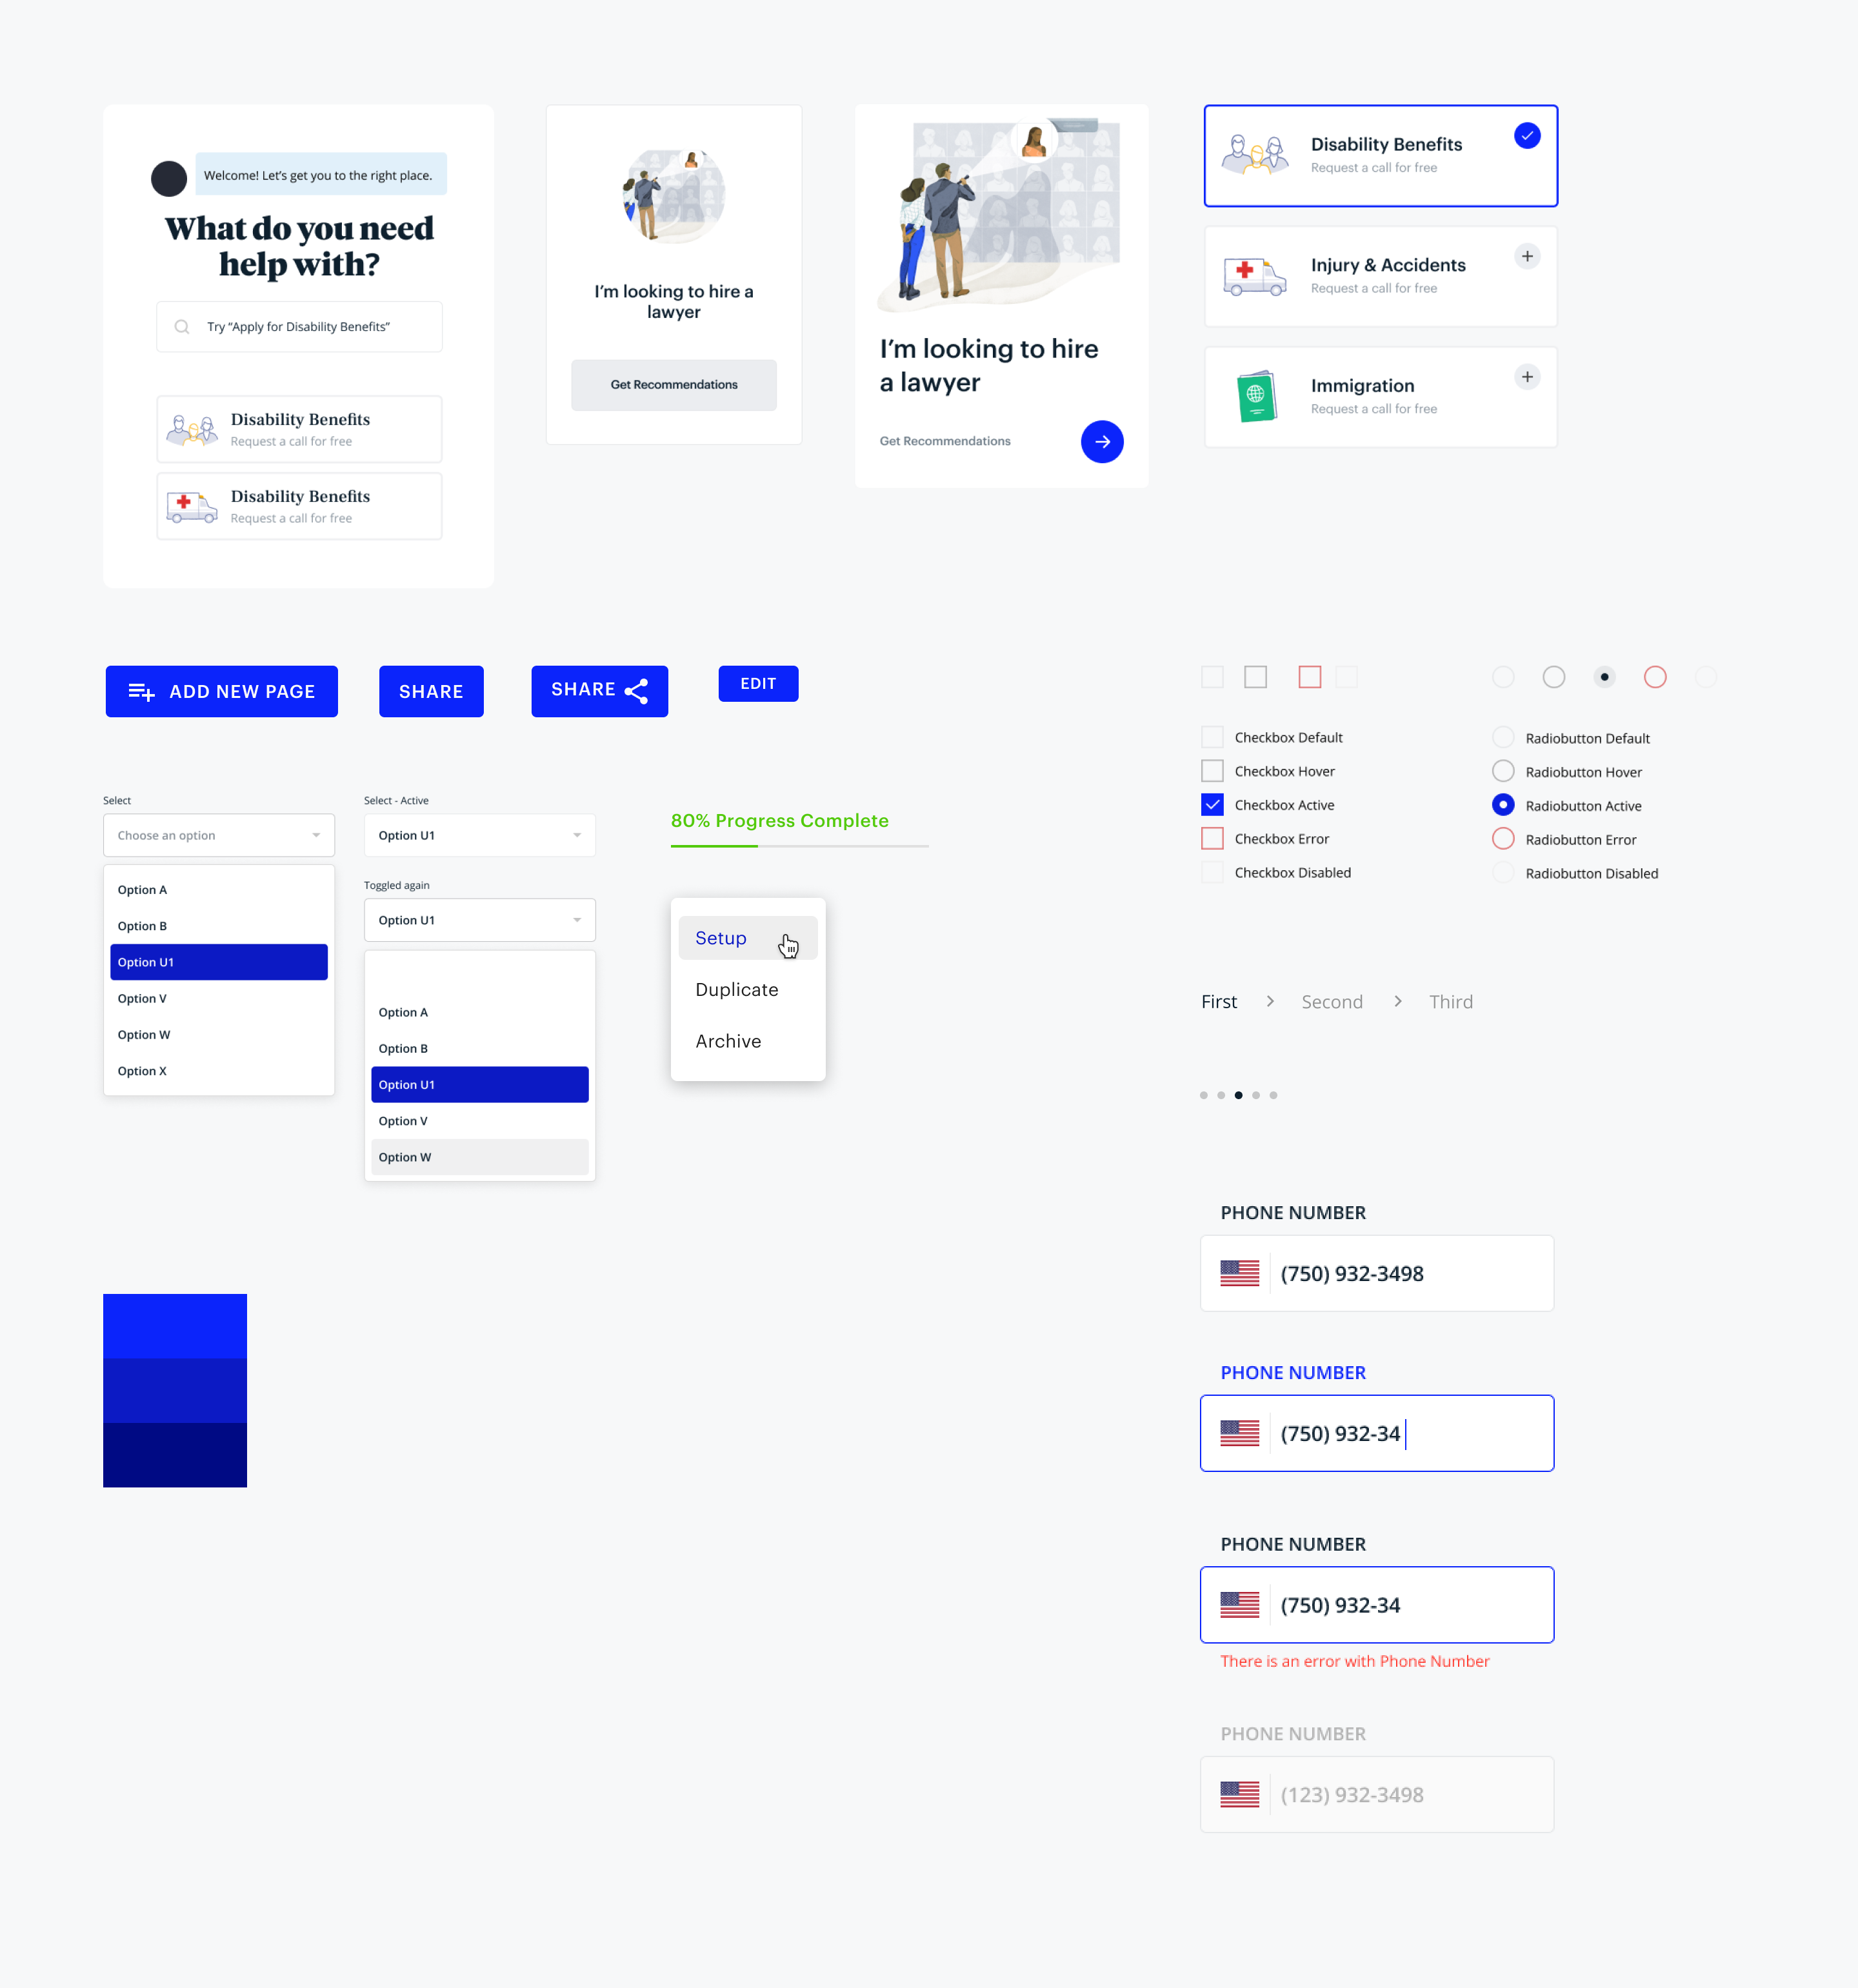 Welcome! Let’s get you to the right place.
What do you need
help with?
Try “Apply for Disability Benefits”
Disability Benefits
Request a call for free
Disability Benefits
Request a call for free
I’m looking to hire a
lawyer
Get Recommendations
I’m looking to hire
a lawyer
Get Recommendations
Disability Benefits
Request a call for free
Injury & Accidents
Request a call for free
Immigration
Request a call for free
ADD NEW PAGE
SHARE
SHARE
EDIT
Select
Choose an option
Option A
Option B
Option U1
Option V
Option W
Option X
Select - Active
Option U1
Toggled again
Option U1
Option A
Option B
Option U1
Option V
Option W
80% Progress Complete
Setup
Duplicate
Archive
Checkbox Default
Checkbox Hover
Checkbox Active
Checkbox Error
Checkbox Disabled
Radiobutton Default
Radiobutton Hover
Radiobutton Active
Radiobutton Error
Radiobutton Disabled
First
Second
Third
PHONE NUMBER
(750) 932-3498
PHONE NUMBER
(750) 932-34
PHONE NUMBER
(750) 932-34
There is an error with Phone Number
PHONE NUMBER
(123) 932-3498